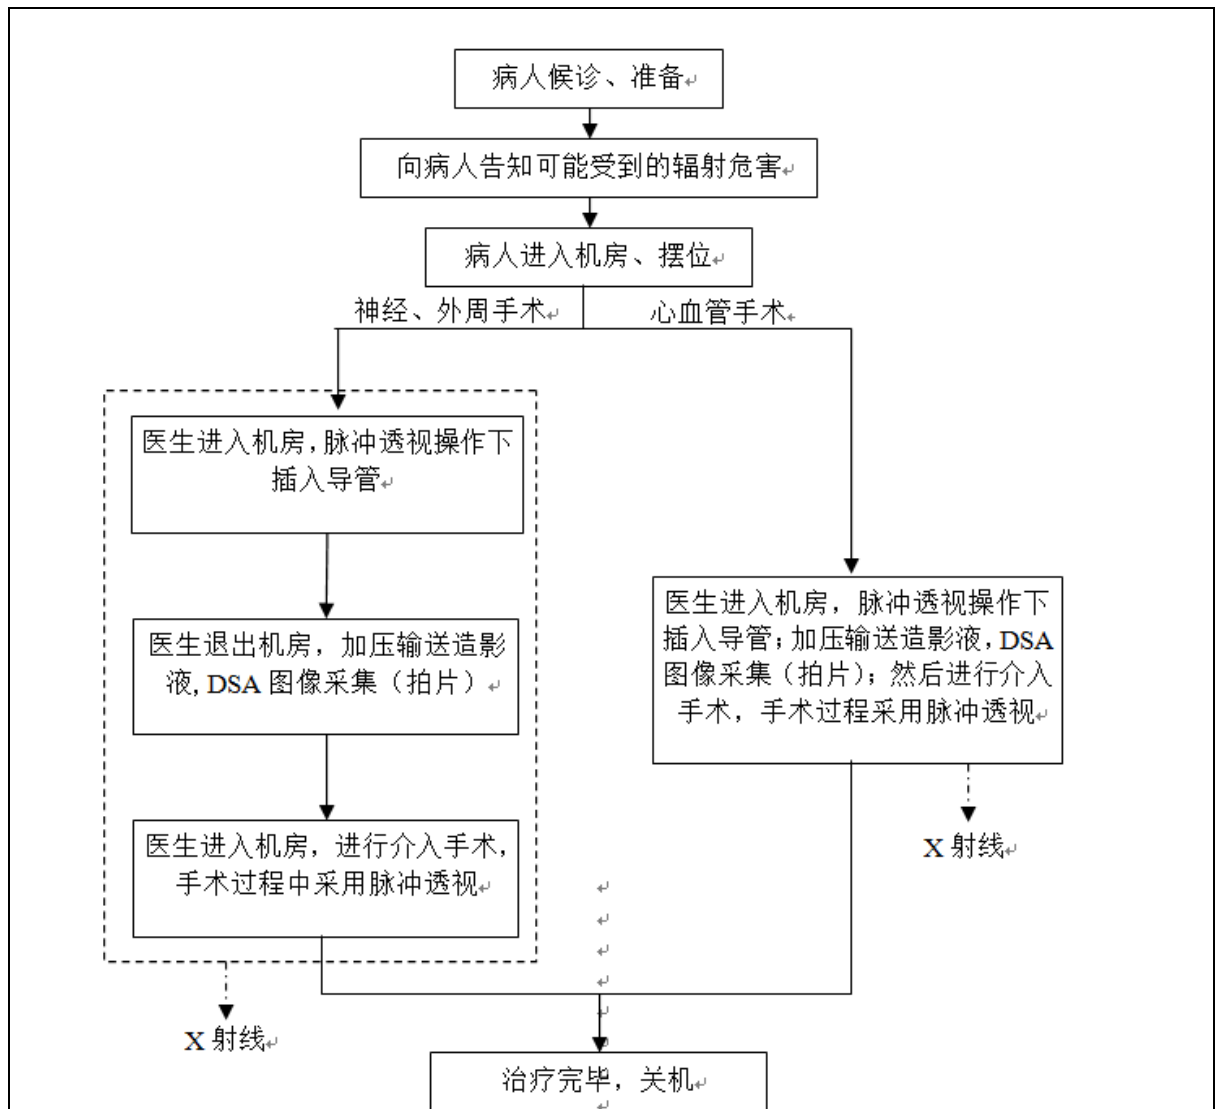 病人候诊、准备
向病人告知可能受到的辐射危害
病人进入机房、摆位
神经、外周手术
心血管手术
医生进入机房,脉冲透视操作下
插入导管
医生退出机房，加压输送造影
液, DSA 图像采集（拍片）
医生进入机房，进行介入手术，
手术过程中采用脉冲透视
X 射线
医生进入机房，脉冲透视操作下
插入导管；加压输送造影液，DSA
图像采集（拍片）；然后进行介入
手术，手术过程采用脉冲透视
X 射线
治疗完毕，关机